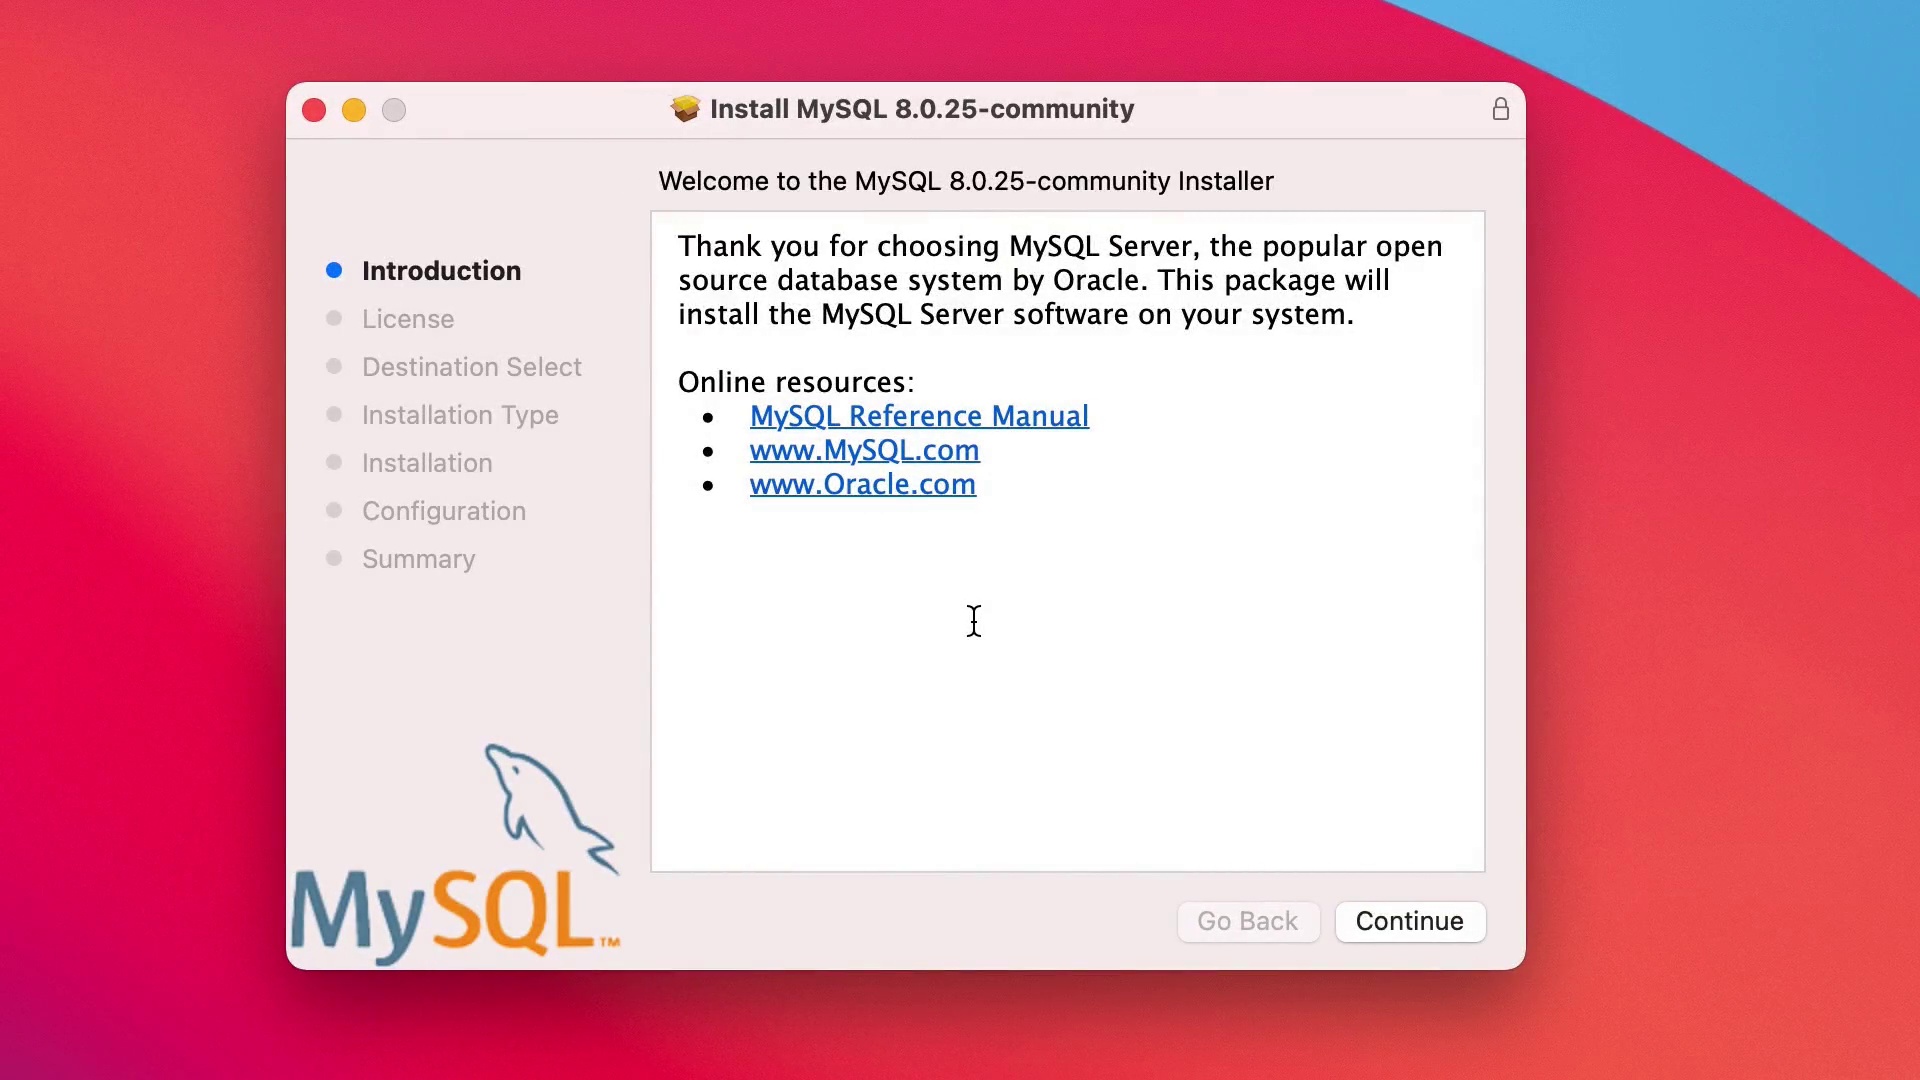 Install MySQL 8.0.25-community
Welcome to the MySQL 8.0.25-community Installer
Introduction
License
Destination Select
Installation Type
Installation
Configuration
Summary
Thank you for choosing MySQL Server, the popular open
source database system by Oracle. This package will
install the MySQL Server software on your system.
Online resources:
• MySQL Reference Manual
• www.MySQL.com
• www.Oracle.com
MySQL™
Go Back
Continue